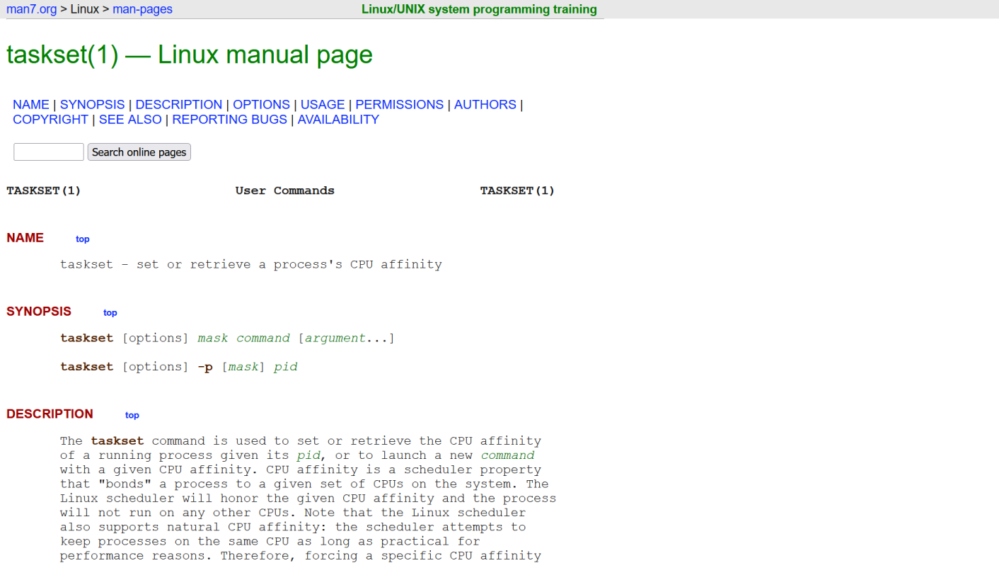 man7.org > Linux > man-pages Linux/UNIX system programming training
taskset(1) — Linux manual page
NAME | SYNOPSIS | DESCRIPTION | OPTIONS | USAGE | PERMISSIONS | AUTHORS |
COPYRIGHT | SEE ALSO | REPORTING BUGS | AVAILABILITY
Search online pages
TASKSET(1) User Commands TASKSET(1)
NAME top
taskset - set or retrieve a process's CPU affinity
SYNOPSIS top
taskset [options] mask command [argument...]
taskset [options] -p [mask] pid
DESCRIPTION top
The taskset command is used to set or retrieve the CPU affinity
of a running process given its pid, or to launch a new command
with a given CPU affinity. CPU affinity is a scheduler property
that "bonds" a process to a given set of CPUs on the system. The
Linux scheduler will honor the given CPU affinity and the process
will not run on any other CPUs. Note that the Linux scheduler
also supports natural CPU affinity: the scheduler attempts to
keep processes on the same CPU as long as practical for
performance reasons. Therefore, forcing a specific CPU affinity